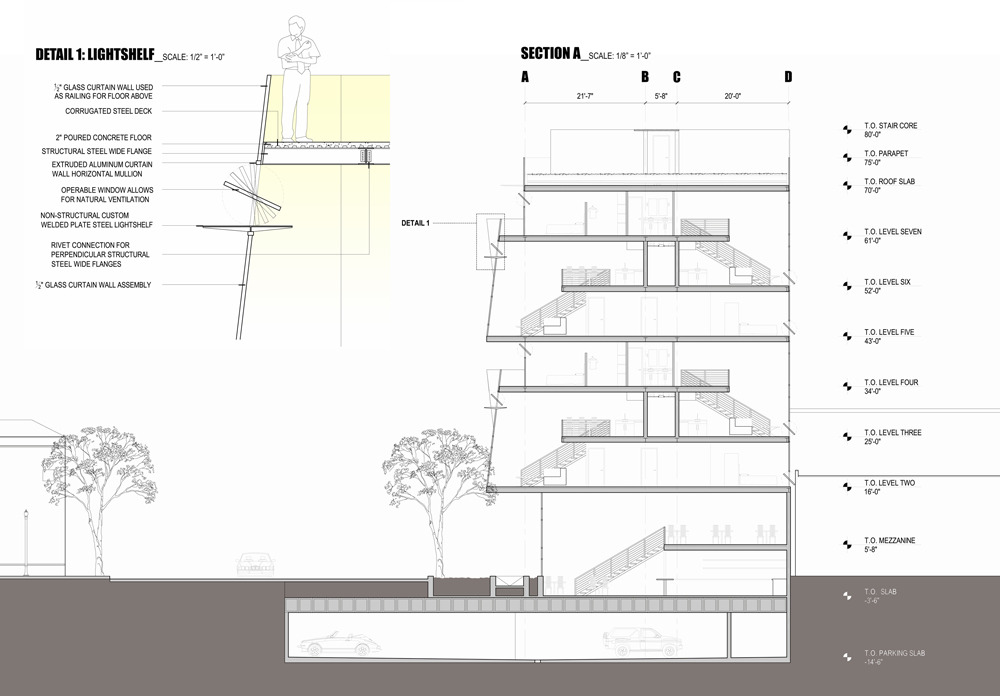 DETAIL 1: LIGHTSHELF__SCALE: 1/2" = 1'-0"
½" GLASS CURTAIN WALL USED
AS RAILING FOR FLOOR ABOVE
CORRUGATED STEEL DECK
2" POURED CONCRETE FLOOR
STRUCTURAL STEEL WIDE FLANGE
EXTRUDED ALUMINUM CURTAIN
WALL HORIZONTAL MULLION
OPERABLE WINDOW ALLOWS
FOR NATURAL VENTILATION
NON-STRUCTURAL CUSTOM
WELDED PLATE STEEL LIGHTSHELF
RIVET CONNECTION FOR
PERPENDICULAR STRUCTURAL
STEEL WIDE FLANGES
½" GLASS CURTAIN WALL ASSEMBLY
SECTION A__SCALE: 1/8" = 1'-0"
A B C D
21'-7" 5'-8" 20'-0"
DETAIL 1
T.O. STAIR CORE
80'-0"
T.O. PARAPET
75'-0"
T.O. ROOF SLAB
70'-0"
T.O. LEVEL SEVEN
61'-0"
T.O. LEVEL SIX
52'-0"
T.O. LEVEL FIVE
43'-0"
T.O. LEVEL FOUR
34'-0"
T.O. LEVEL THREE
25'-0"
T.O. LEVEL TWO
16'-0"
T.O. MEZZANINE
5'-8"
T.O. SLAB
-3'-6"
T.O. PARKING SLAB
-14'-6"